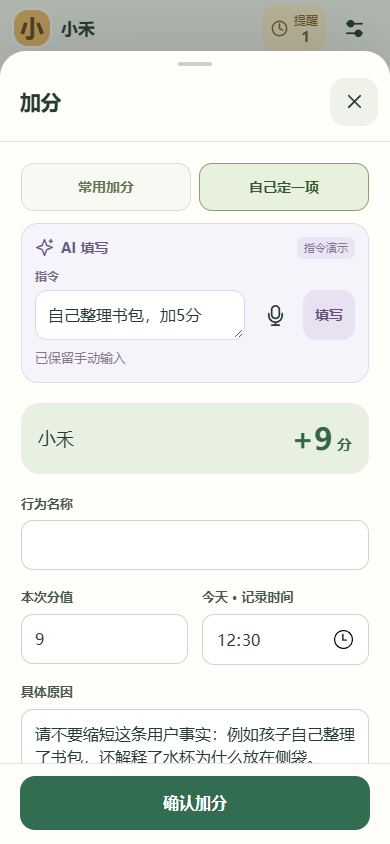 小 小禾
提醒
1
加分
常用加分 自己定一项
AI 填写 指令演示
指令
自己整理书包，加5分 填写
已保留手动输入
小禾 +9 分
行为名称
本次分值 今天 • 记录时间
9 12:30
具体原因
请不要缩短这条用户事实：例如孩子自己整理
了书包，还解释了水杯为什么放在侧袋。
确认加分